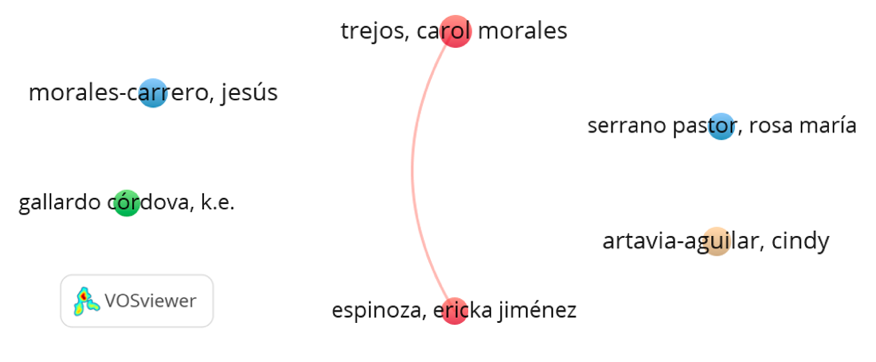 trejos, carol morales
morales-carrero, jesús
serrano pastor, rosa maría
gallardo córdova, k.e.
artavia-aguilar, cindy
VOSviewer
espinoza, ericka jiménez